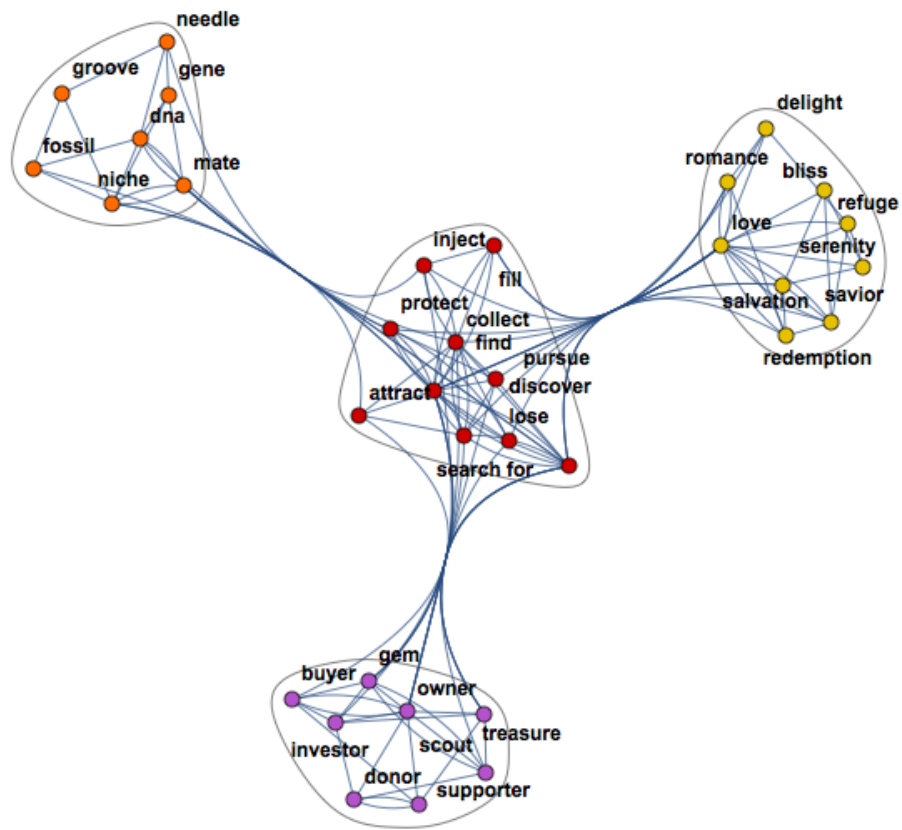 needle
groove
gene
dna
fossil
mate
niche
delight
romance
bliss
refuge
love
serenity
salvation
savior
redemption
inject
fill
protect
collect
find
pursue
attract
discover
lose
search for
gem
buyer
owner
treasure
investor
scout
donor
supporter